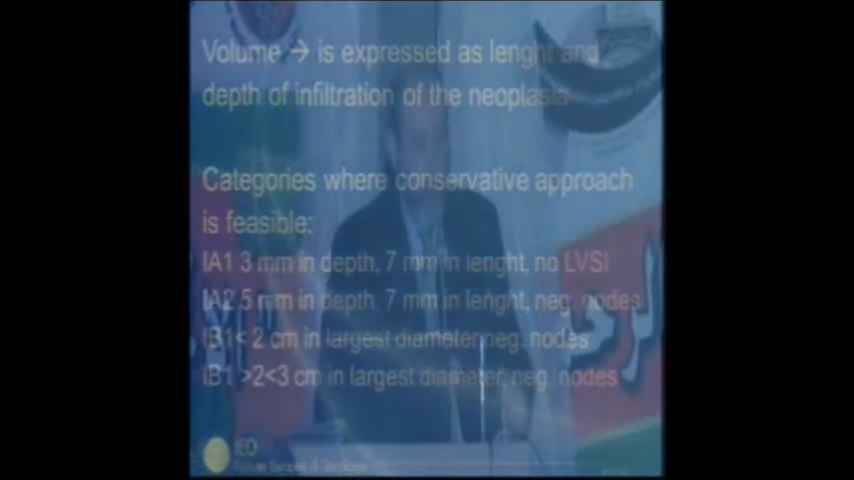 Volume → is expressed as lenght and
depth of infiltration of the neoplasia
Categories where conservative approach
is feasible:
IA1 3 mm in depth, 7 mm in lenght, no LVSI
IA2 5 mm in depth, 7 mm in lenght, neg. nodes
IB1< 2 cm in largest diameter neg. nodes
IB1 >2<3 cm in largest diameter, neg. nodes
IEO